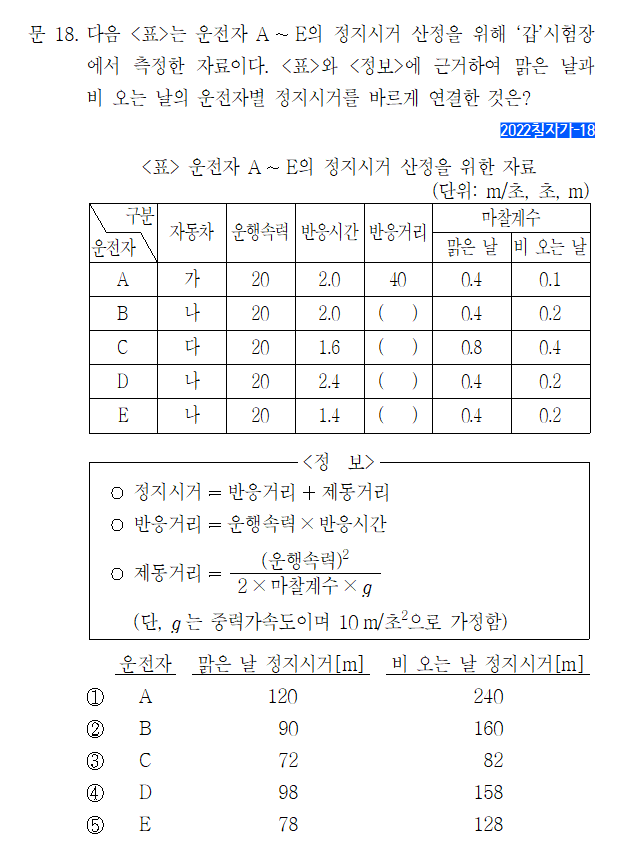 문 18. 다음 <표>는 운전자 A ~ E의 정지시거 산정을 위해 ‘갑’시험장
에서 측정한 자료이다. <표>와 <정보>에 근거하여 맑은 날과
비 오는 날의 운전자별 정지시거를 바르게 연결한 것은?
2022침자가-18
<표> 운전자 A ~ E의 정지시거 산정을 위한 자료
(단위: m/초, 초, m)
구분 운전자 자동차 운행속력 반응시간 반응거리 마찰계수
맑은 날 비 오는 날
A 가 20 2.0 40 0.4 0.1
B 나 20 2.0 ( ) 0.4 0.2
C 다 20 1.6 ( ) 0.8 0.4
D 나 20 2.4 ( ) 0.4 0.2
E 나 20 1.4 ( ) 0.4 0.2
<정 보>
○ 정지시거 = 반응거리 + 제동거리
○ 반응거리 = 운행속력 × 반응시간
○ 제동거리 = (운행속력)² / 2 × 마찰계수 × g
(단, g는 중력가속도이며 10 m/초²으로 가정함)
운전자 맑은 날 정지시거[m] 비 오는 날 정지시거[m]
① A 120 240
② B 90 160
③ C 72 82
④ D 98 158
⑤ E 78 128